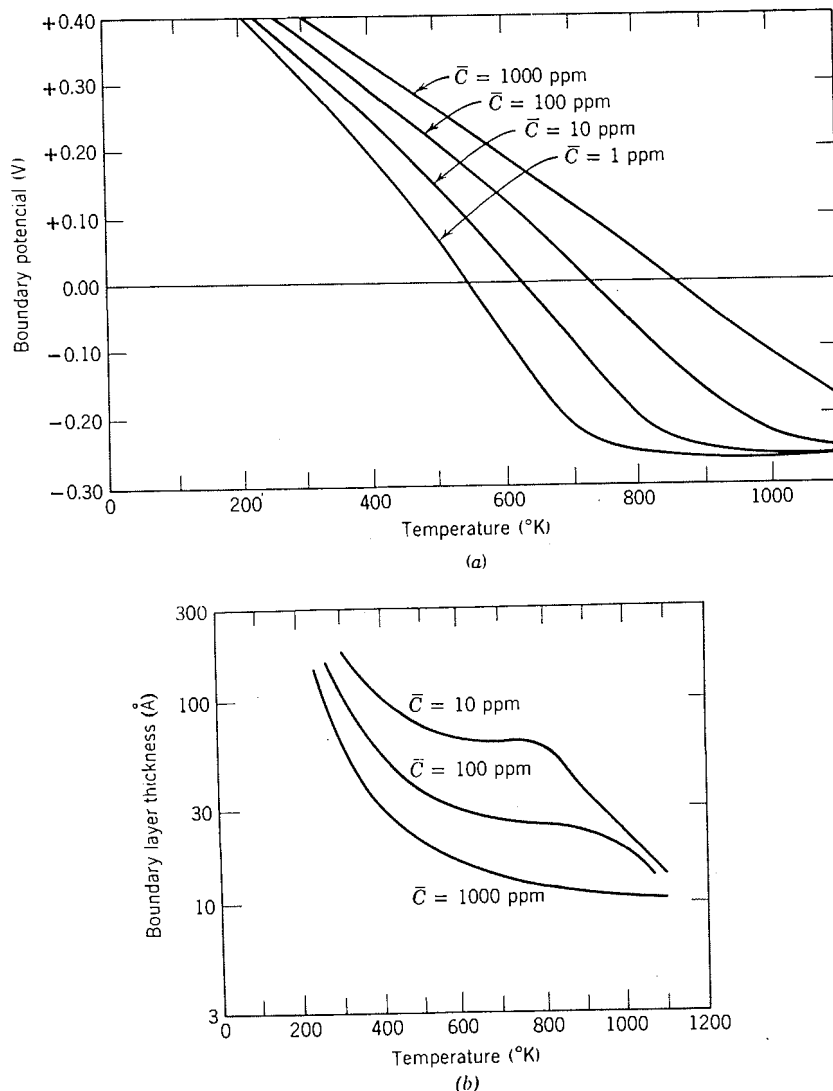 +0.40
+0.30
+0.20
+0.10
0.00
−0.10
−0.20
−0.30
Boundary potencial (V)
C̄ = 1000 ppm
C̄ = 100 ppm
C̄ = 10 ppm
C̄ = 1 ppm
0 200 400 600 800 1000
Temperature (°K)
(a)
300
100
30
10
3
Boundary layer thickness (Å)
C̄ = 10 ppm
C̄ = 100 ppm
C̄ = 1000 ppm
0 200 400 600 800 1000 1200
Temperature (°K)
(b)